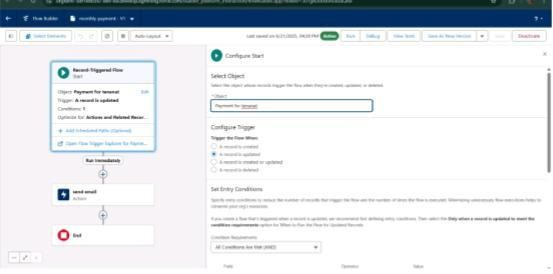 Flow Builder
monthly payment - V1
Select Elements
Auto-Layout
Last saved on 6/21/2025, 04:20 PM
Active
Run
Debug
View Tests
Save As New Version
Deactivate
Record-Triggered Flow
Start
Object: Payment for tenanat
Edit
Trigger: A record is updated
Conditions: 1
Optimize for: Actions and Related Recor...
+ Add Scheduled Paths (Optional)
Open Flow Trigger Explorer for Payme...
Run Immediately
send email
Action
End
Configure Start
Select Object
Select the object whose records trigger the flow when they're created, updated, or deleted.
*Object
Payment for tenanat
Configure Trigger
Trigger the Flow When:
A record is created
A record is updated
A record is created or updated
A record is deleted
Set Entry Conditions
Specify entry conditions to reduce the number of records that trigger the flow and the number of times the flow is executed. Minimizing unnecessary flow executions helps to conserve your org's resources.
If you create a flow that's triggered when a record is updated, we recommend first defining entry conditions. Then select the Only when a record is updated to meet the condition requirements option for When to Run the Flow for Updated Records.
Condition Requirements
All Conditions Are Met (AND)
Field
Operator
Value